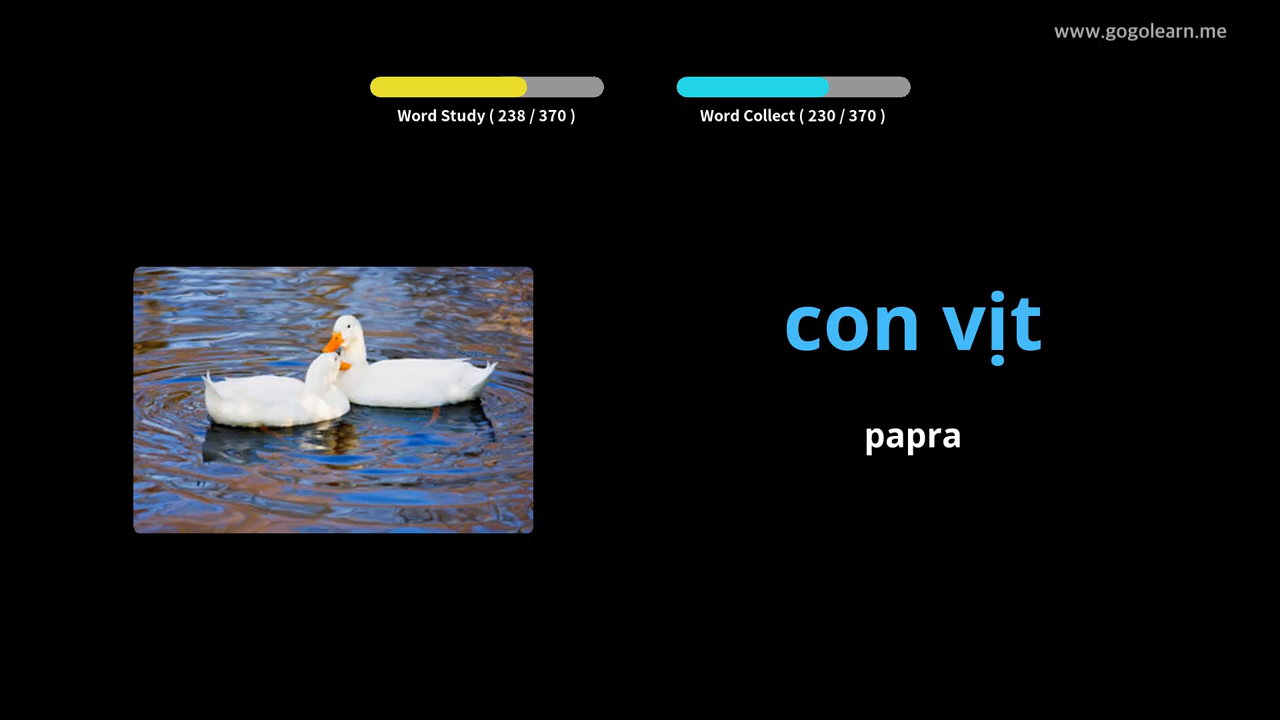 www.gogolearn.me
Word Study ( 238 / 370 )
Word Collect ( 230 / 370 )
con vịt
papra